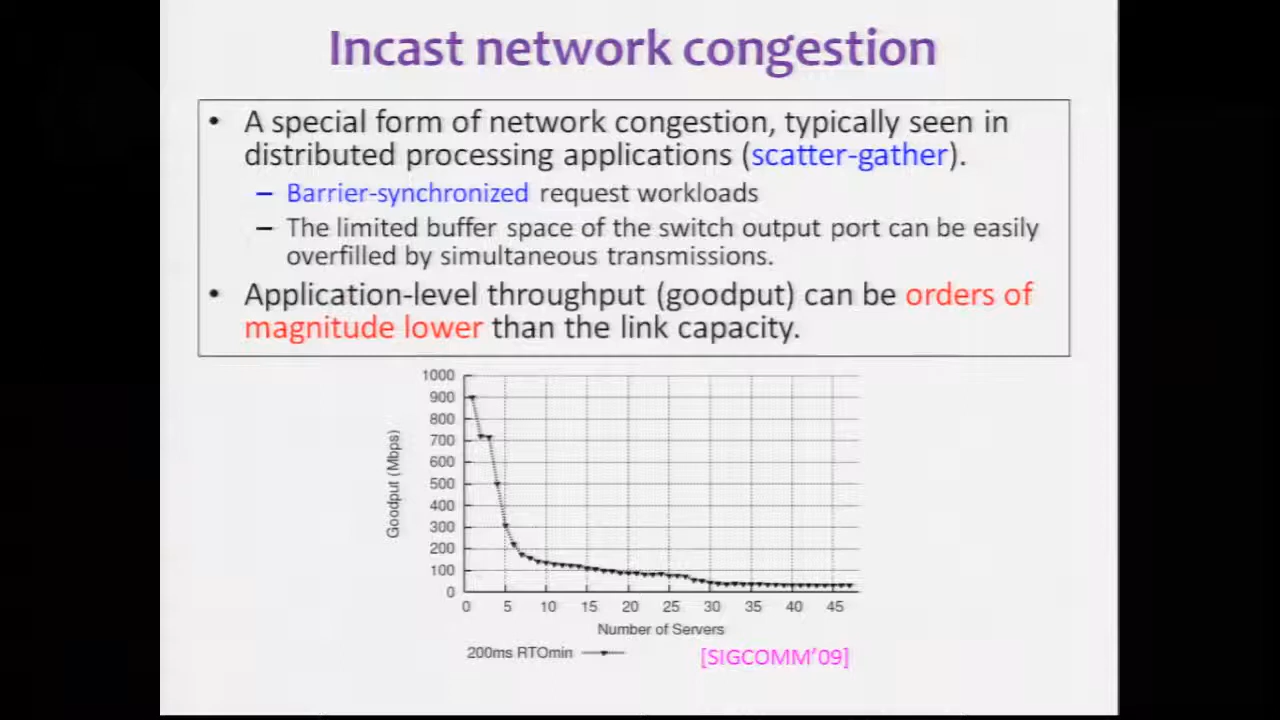 Incast network congestion
• A special form of network congestion, typically seen in
distributed processing applications (scatter-gather).
– Barrier-synchronized request workloads
– The limited buffer space of the switch output port can be easily
overfilled by simultaneous transmissions.
• Application-level throughput (goodput) can be orders of
magnitude lower than the link capacity.
1000
900
800
700
600
500
400
300
200
100
0
Goodput (Mbps)
0 5 10 15 20 25 30 35 40 45
Number of Servers
200ms RTOmin
[SIGCOMM'09]